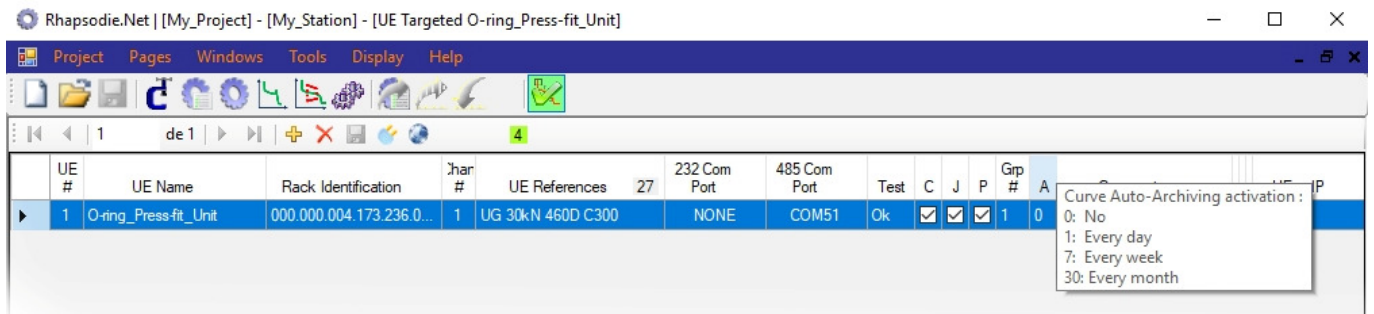 Rhapsodie.Net | [My_Project] - [My_Station] - [UE Targeted O-ring_Press-fit_Unit]
Project Pages Windows Tools Display Help
1 de 1 4
UE # UE Name Rack Identification # UE References 27 232 Com Port 485 Com Port Test C J P Grp # A
1 O-ring_Press-fit_Unit 000.000.004.173.236.0... 1 UG 30kN 460D C300 NONE COM51 Ok 1 0
Curve Auto-Archiving activation :
0: No
1: Every day
7: Every week
30: Every month